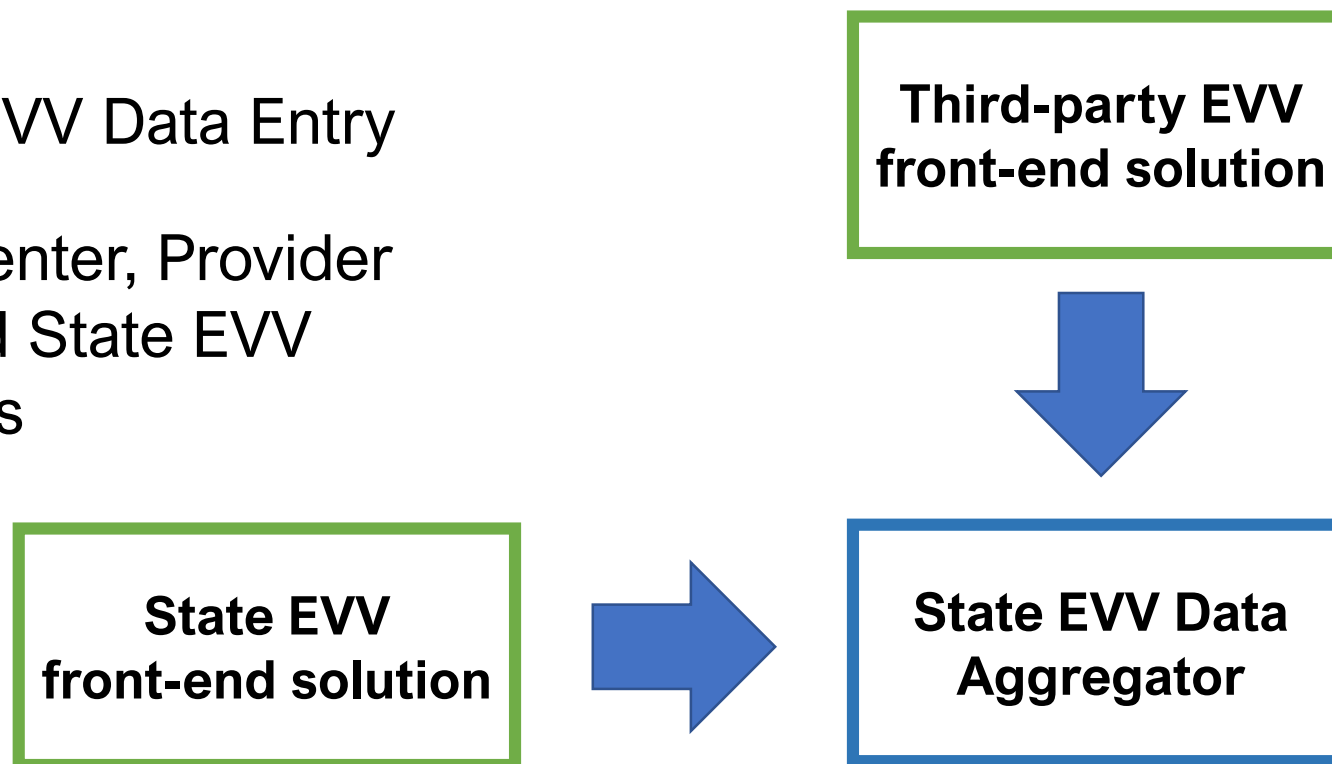 VV Data Entry
enter, Provider
d State EVV
s
Third-party EVV
front-end solution
State EVV
front-end solution
State EVV Data
Aggregator